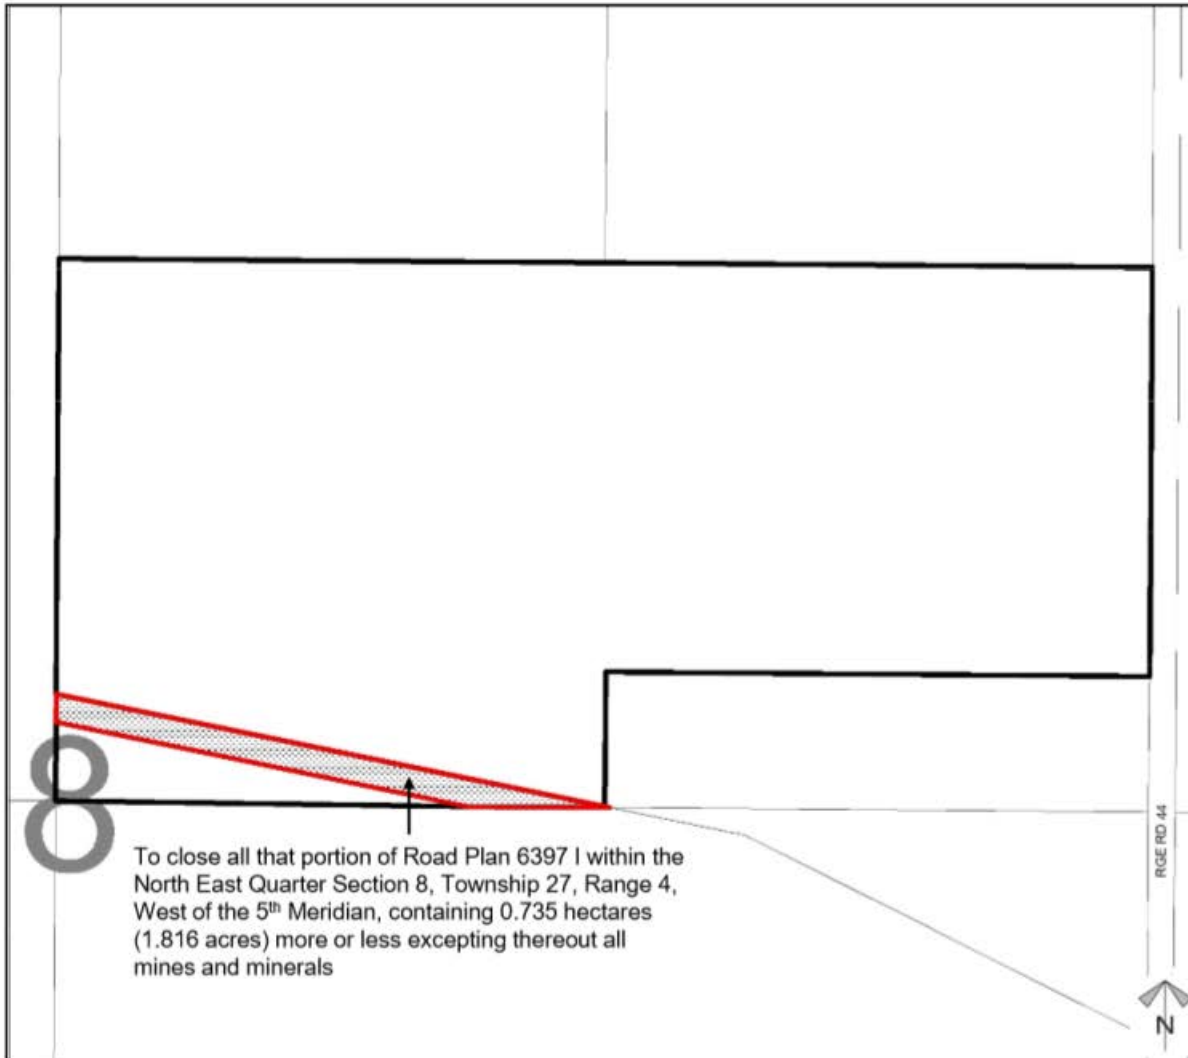 8
To close all that portion of Road Plan 6397 I within the
North East Quarter Section 8, Township 27, Range 4,
West of the 5th Meridian, containing 0.735 hectares
(1.816 acres) more or less excepting thereout all
mines and minerals
RGE RD 44
N